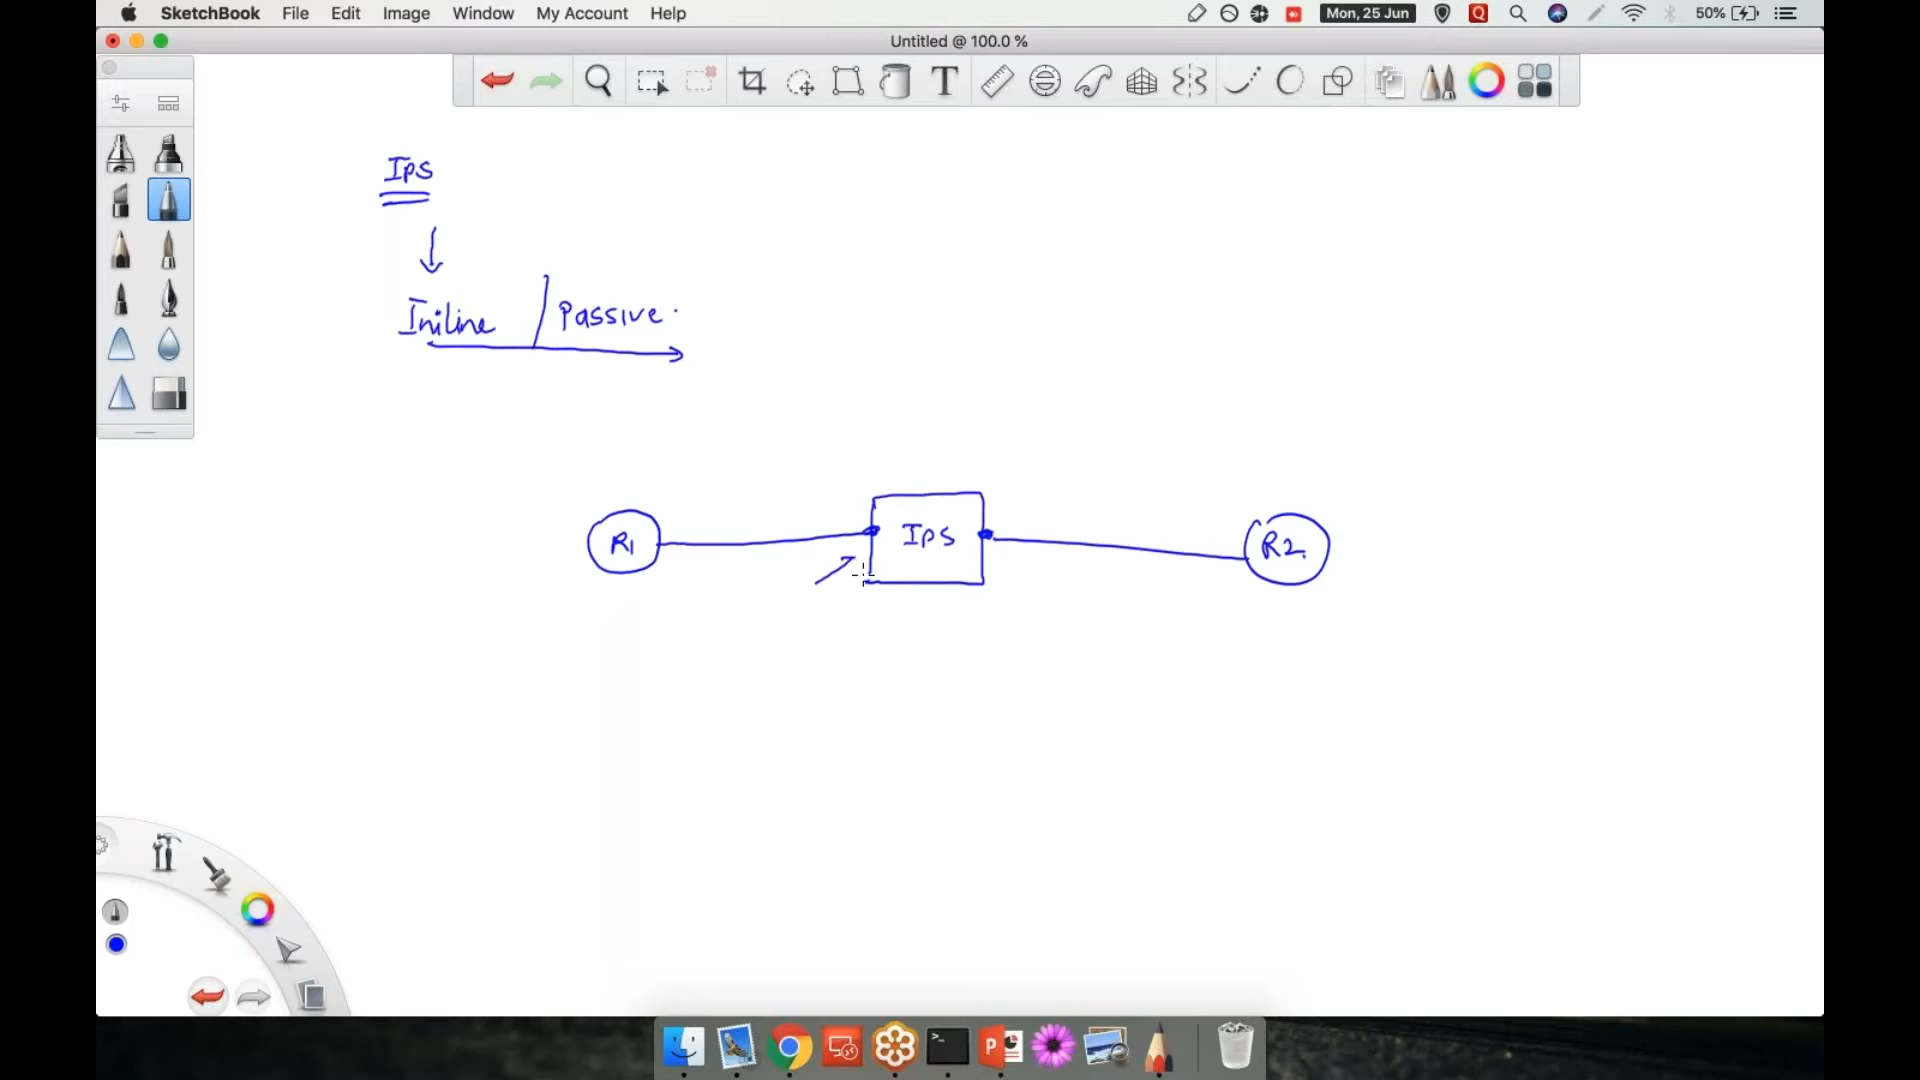 SketchBook File Edit Image Window My Account Help Q Mon, 25 Jun Q 50%
Untitled @ 100.0 %
T
Ips
Iniline / Passive.
R1 Ips R2.
P